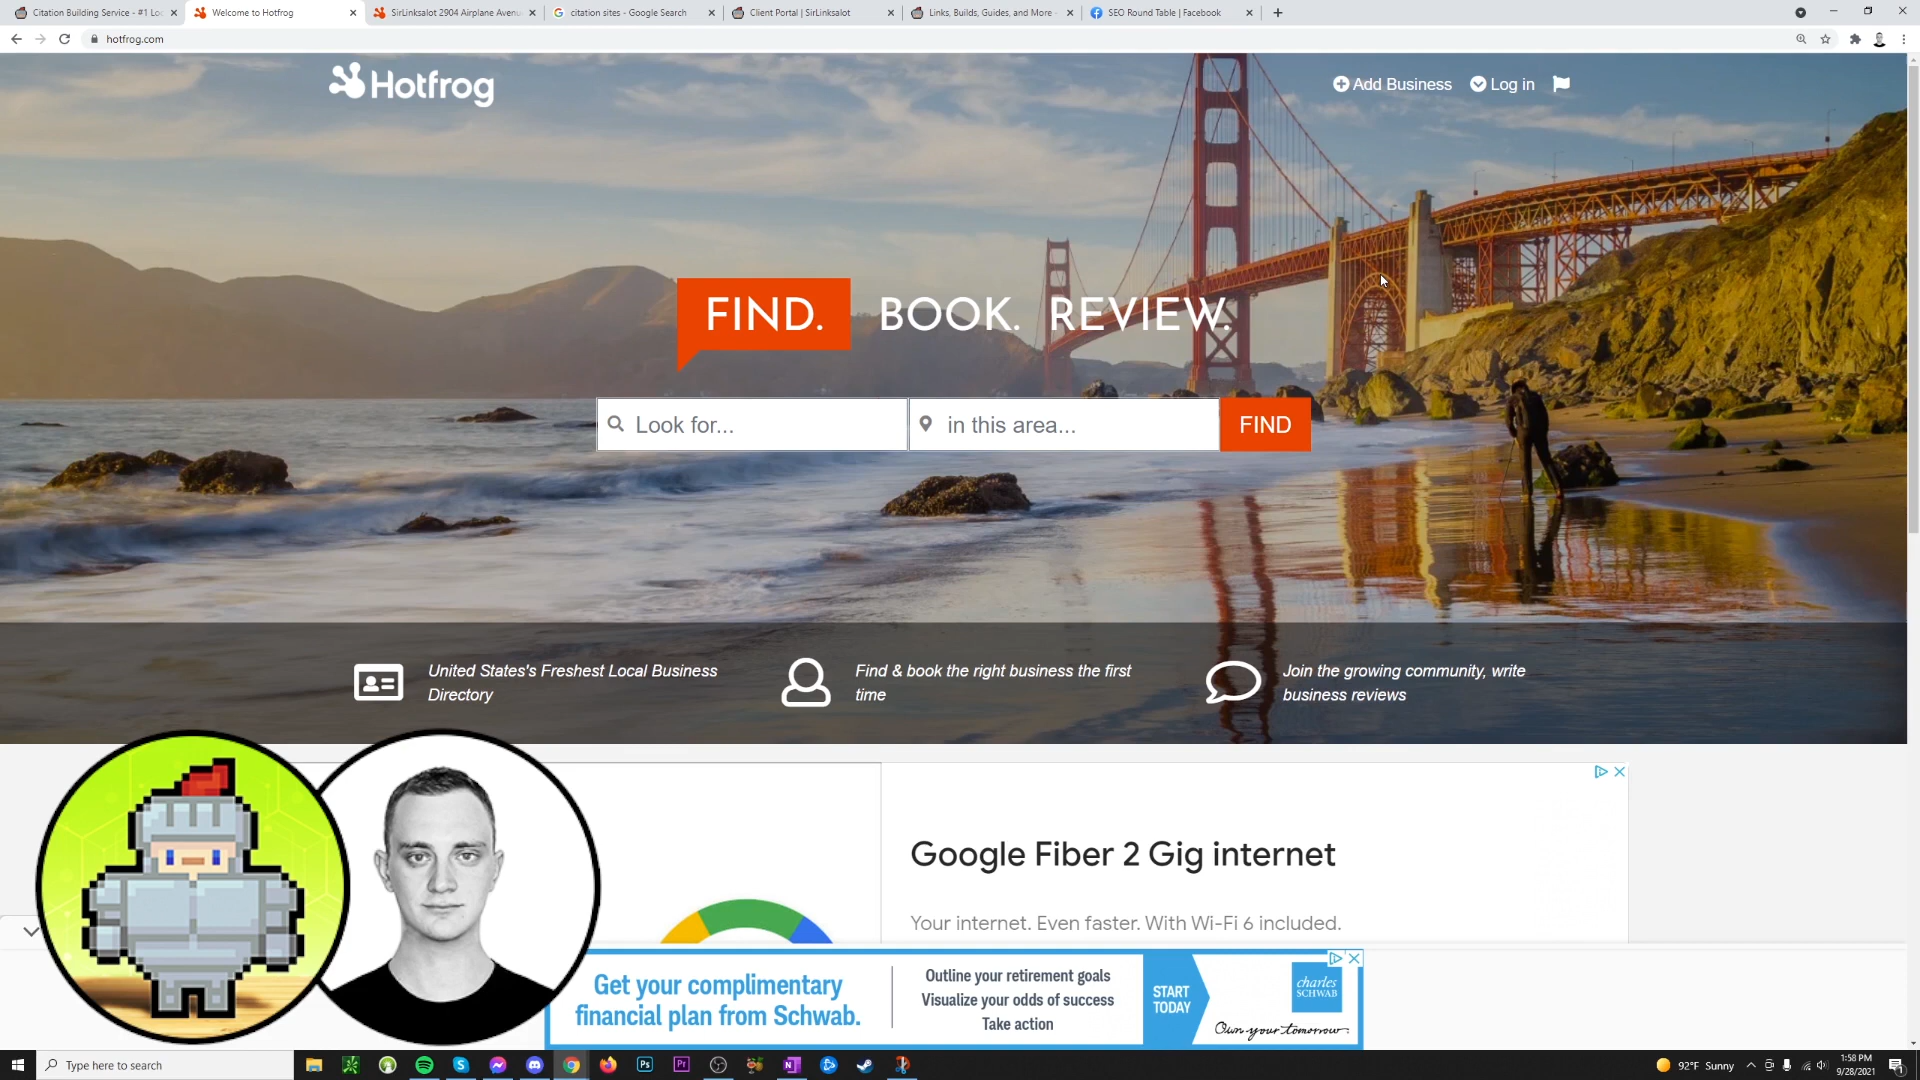 Citation Building Service - #1 Loc
Welcome to Hotfrog
SirLinksalot 2904 Airplane Avenu
citation sites - Google Search
Client Portal | SirLinksalot
Links, Builds, Guides, and More -
SEO Round Table | Facebook
hotfrog.com
Hotfrog
Add Business
Log in
FIND. BOOK. REVIEW.
Look for...
in this area...
FIND
United States's Freshest Local Business
Directory
Find & book the right business the first
time
Join the growing community, write
business reviews
Google Fiber 2 Gig internet
Your internet. Even faster. With Wi-Fi 6 included.
Get your complimentary
financial plan from Schwab.
Outline your retirement goals
Visualize your odds of success
Take action
START
TODAY
charles
SCHWAB
Own your tomorrow.
Type here to search
Ps
Pr
92°F Sunny
1:58 PM
9/28/2021